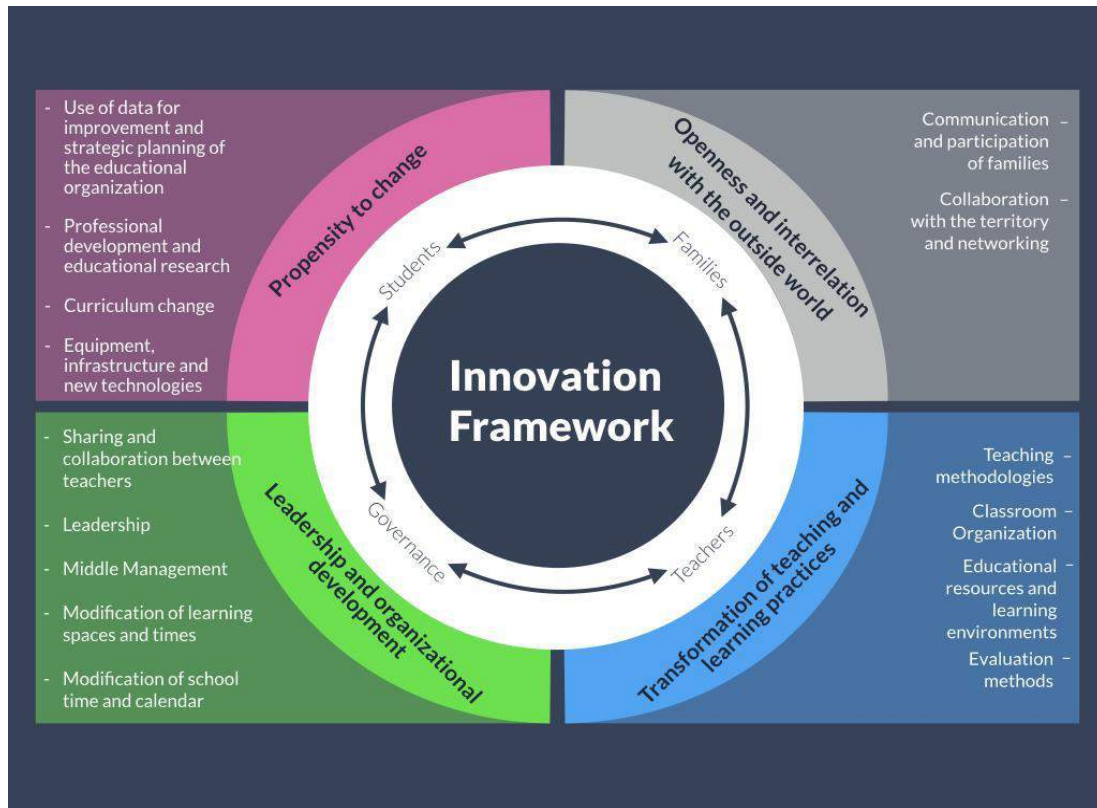 - Use of data for
improvement and
strategic planning of
the educational
organization
- Professional
development and
educational research
- Curriculum change
- Equipment,
infrastructure and
new technologies
Propensity to change
Openness and interrelation
with the outside world
Communication –
and participation
of families
Collaboration –
with the territory
and networking
Students
Families
Innovation
Framework
Governance
Teachers
- Sharing and
collaboration between
teachers
- Leadership
- Middle Management
- Modification of learning
spaces and times
- Modification of school
time and calendar
Leadership and organizational
development
Transformation of teaching and
learning practices
Teaching –
methodologies
Classroom –
Organization
Educational –
resources and
learning
environments
Evaluation –
methods